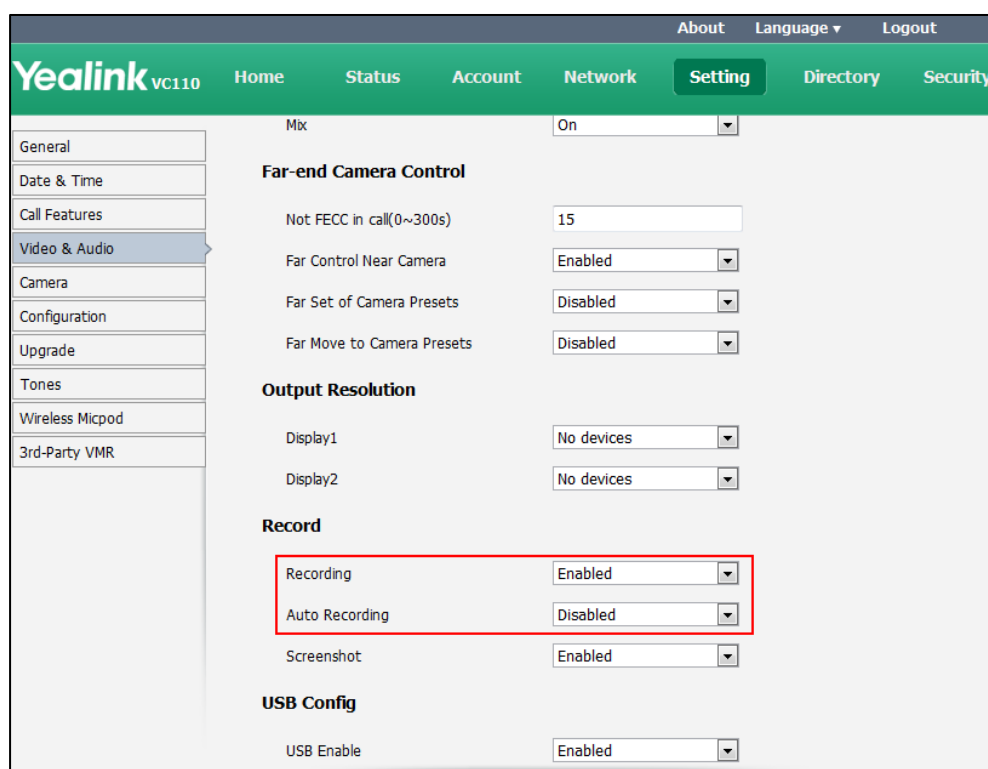 About Language ▾ Logout
Yealink VC110 Home Status Account Network Setting Directory Security
General
Date & Time
Call Features
Video & Audio
Camera
Configuration
Upgrade
Tones
Wireless Micpod
3rd-Party VMR
Mix On
Far-end Camera Control
Not FECC in call(0~300s) 15
Far Control Near Camera Enabled
Far Set of Camera Presets Disabled
Far Move to Camera Presets Disabled
Output Resolution
Display1 No devices
Display2 No devices
Record
Recording Enabled
Auto Recording Disabled
Screenshot Enabled
USB Config
USB Enable Enabled